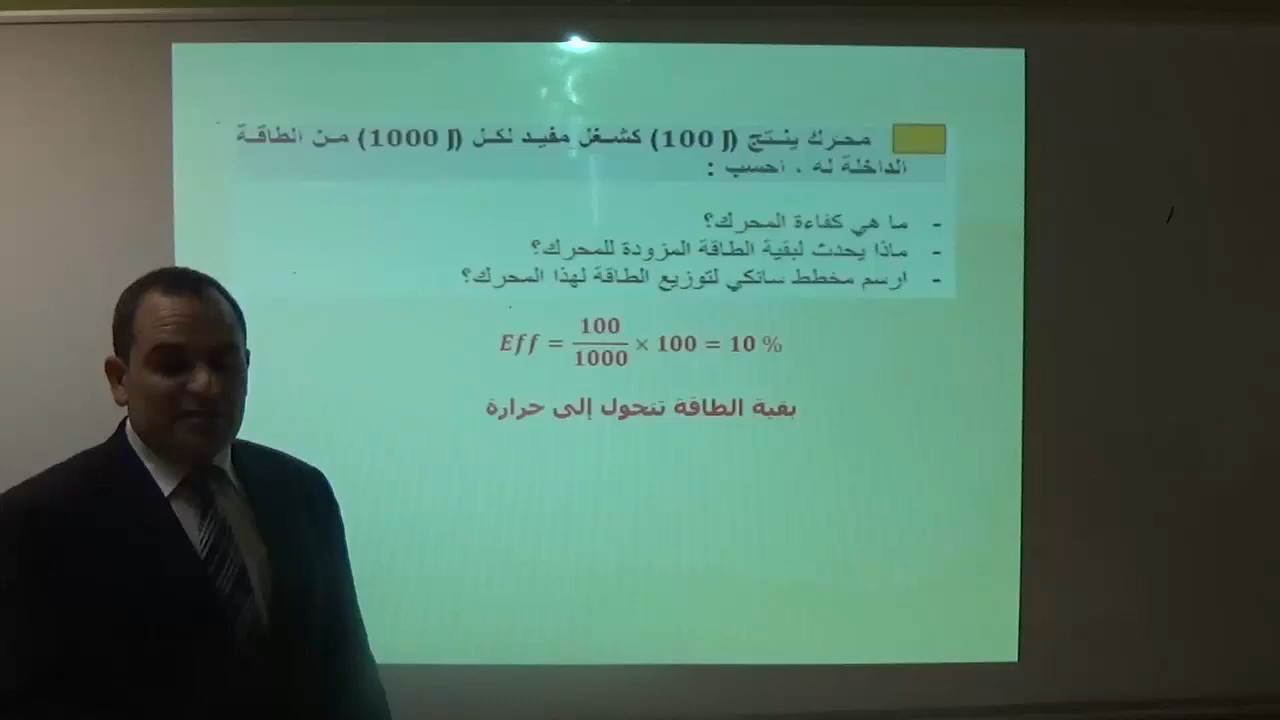 محرك ينتج (100 J) كشغل مفيد لكل (1000 J) من الطاقة
الداخلة له ، احسب :
- ما هي كفاءة المحرك؟
- ماذا يحدث لبقية الطاقة المزودة للمحرك؟
- ارسم مخطط سانكي لتوزيع الطاقة لهذا المحرك؟
Eff = 100/1000 × 100 = 10 %
بقية الطاقة تتحول إلى حرارة